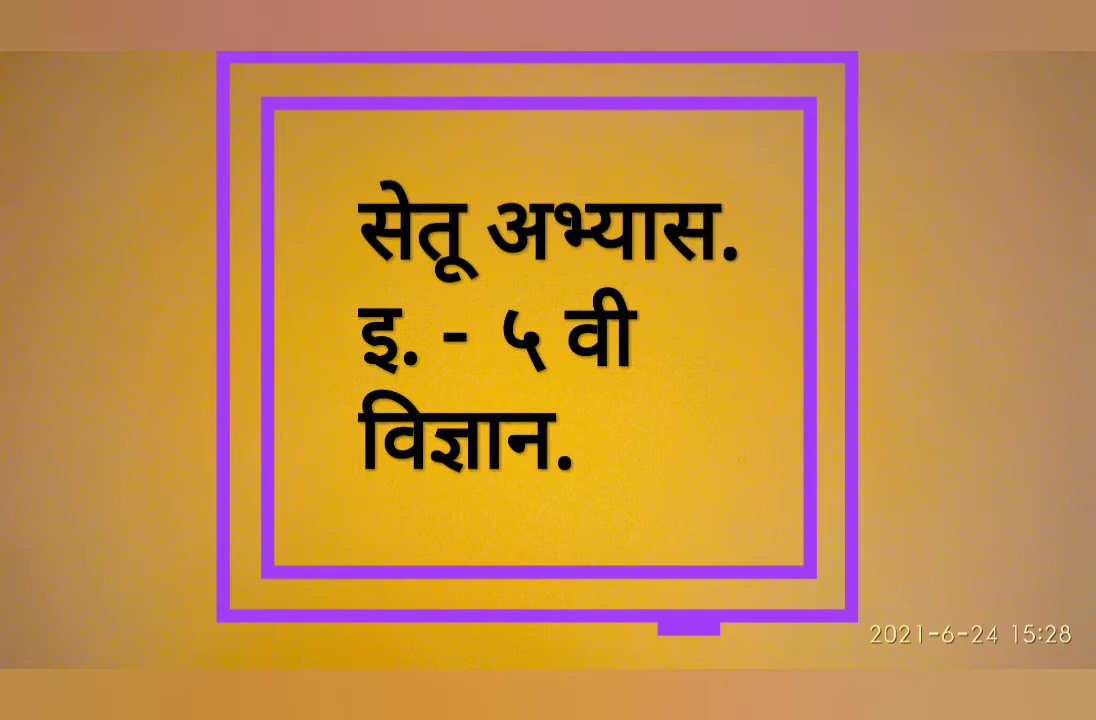 सेतू अभ्यास.
इ. - ५ वी
विज्ञान.
2021-6-24 15:28